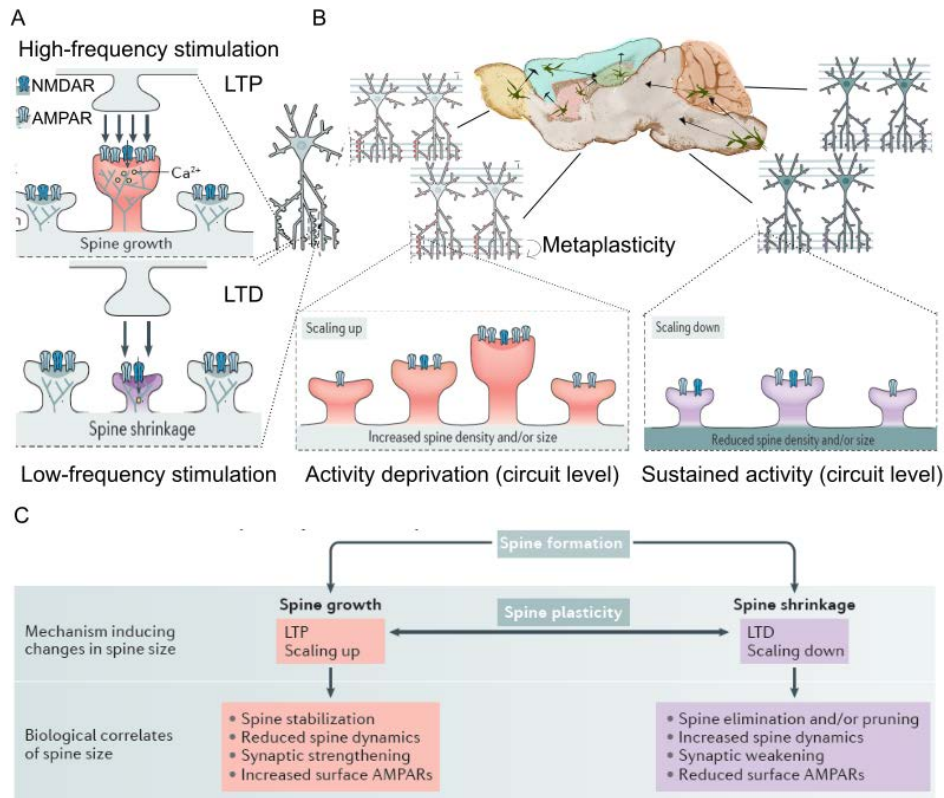 A
High-frequency stimulation
LTP
NMDAR
AMPAR
Ca²⁺
Spine growth
LTD
Spine shrinkage
Low-frequency stimulation
B
Metaplasticity
Scaling up
Increased spine density and/or size
Activity deprivation (circuit level)
Scaling down
Reduced spine density and/or size
Sustained activity (circuit level)
C
Spine formation
Spine growth
Spine plasticity
Spine shrinkage
Mechanism inducing
changes in spine size
LTP
Scaling up
LTD
Scaling down
Biological correlates
of spine size
• Spine stabilization
• Reduced spine dynamics
• Synaptic strengthening
• Increased surface AMPARs
• Spine elimination and/or pruning
• Increased spine dynamics
• Synaptic weakening
• Reduced surface AMPARs